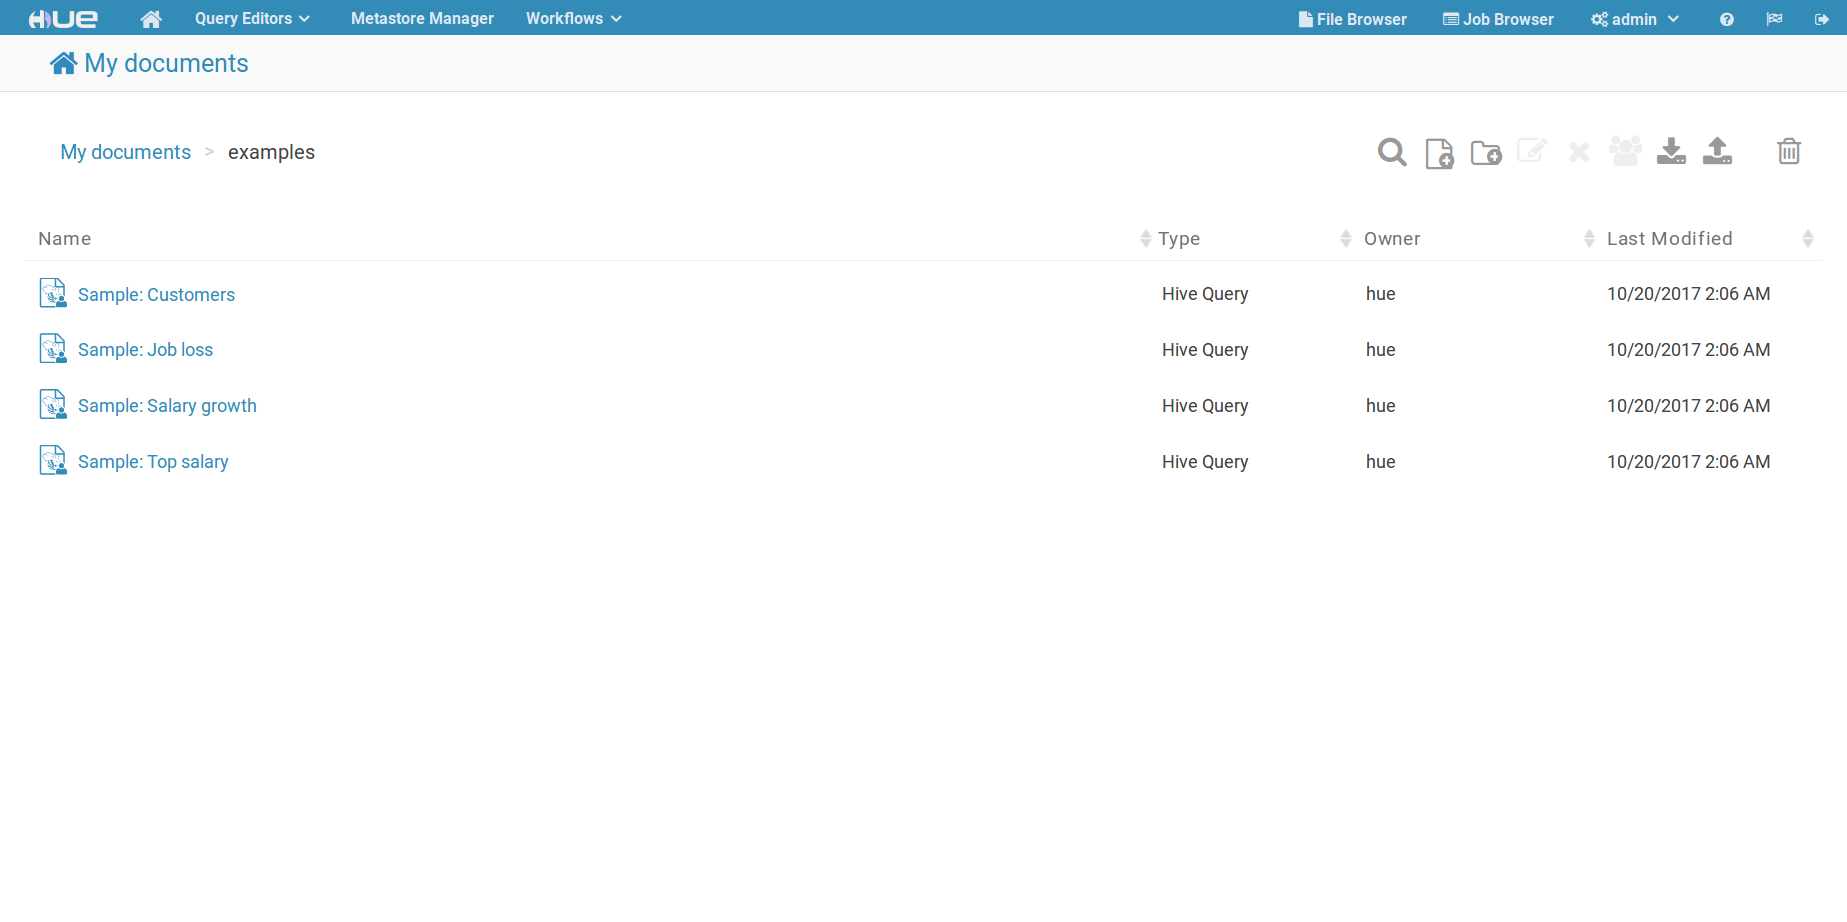 HUE Query Editors Metastore Manager Workflows File Browser Job Browser admin
My documents
My documents > examples
Name Type Owner Last Modified
Sample: Customers Hive Query hue 10/20/2017 2:06 AM
Sample: Job loss Hive Query hue 10/20/2017 2:06 AM
Sample: Salary growth Hive Query hue 10/20/2017 2:06 AM
Sample: Top salary Hive Query hue 10/20/2017 2:06 AM